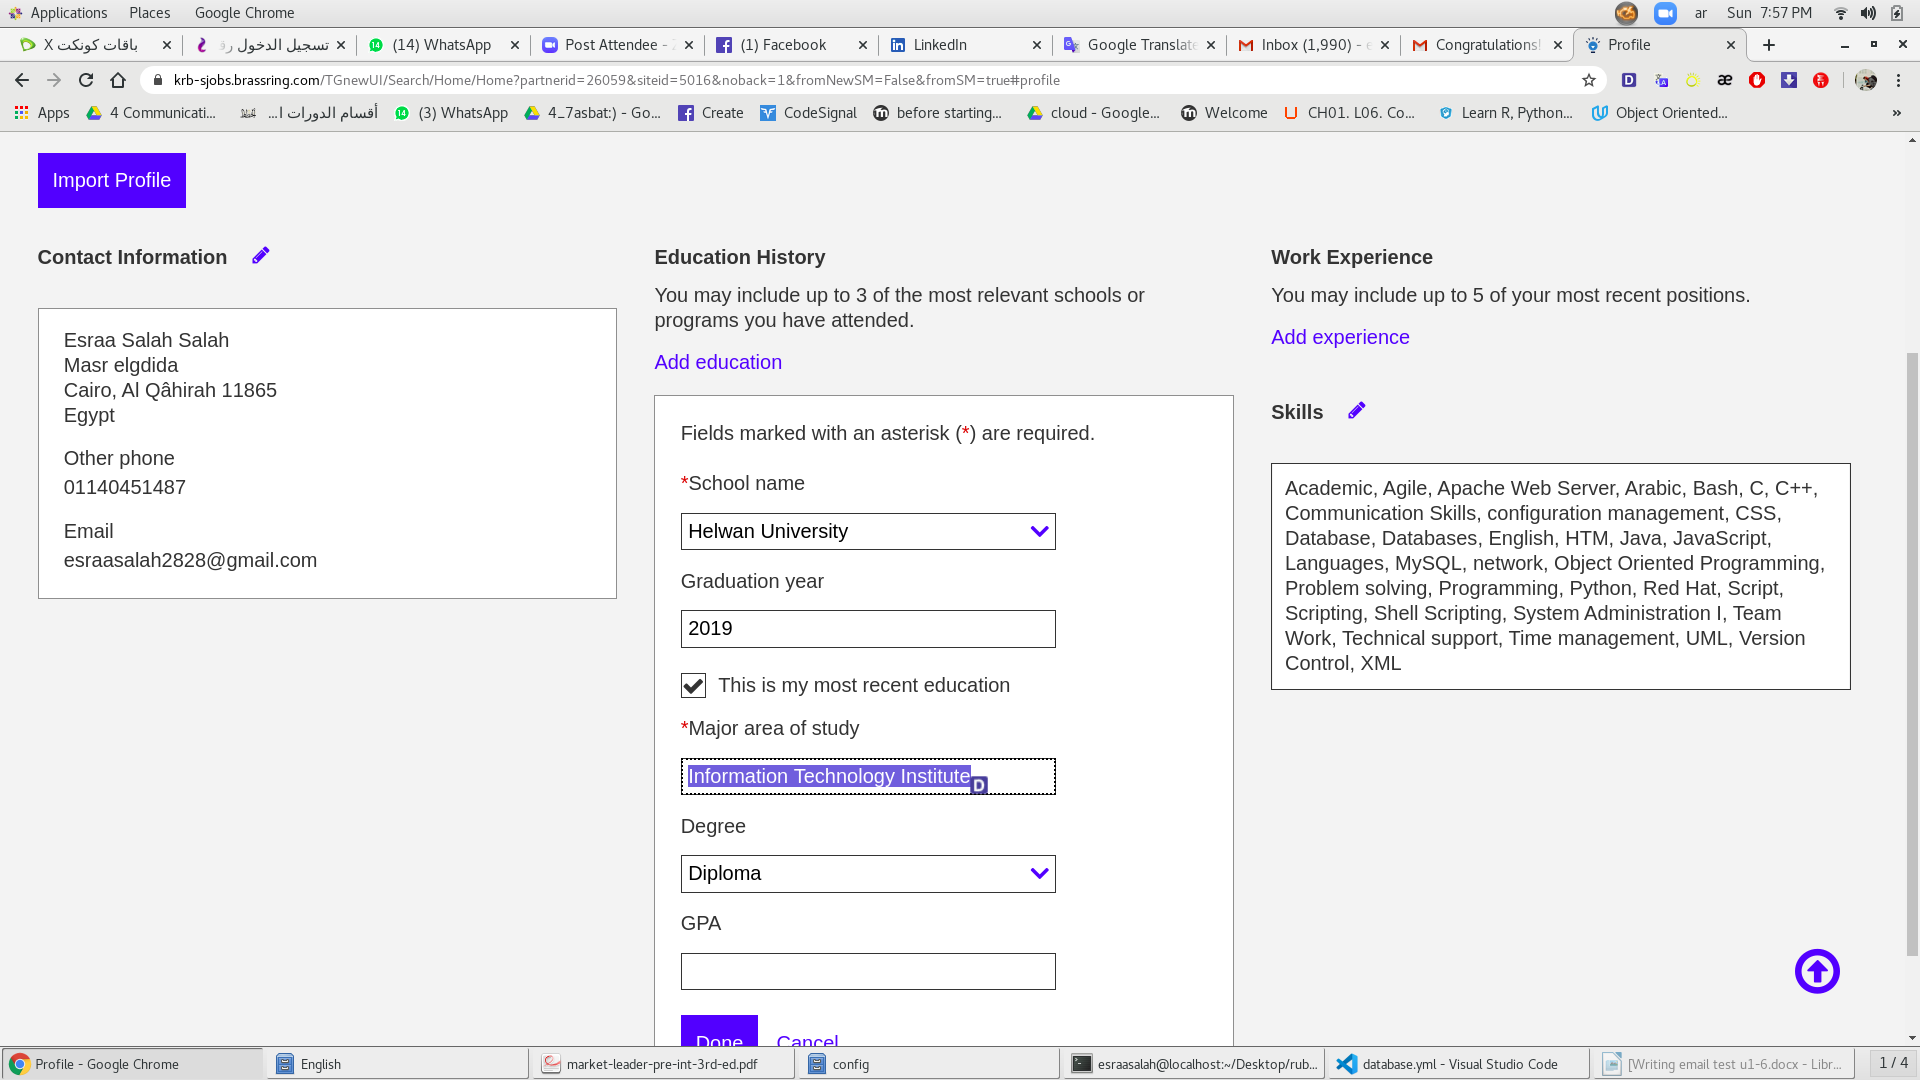 Applications Places Google Chrome ar Sun 7:57 PM
باقات كونكت X
تسجيل الدخول
(14) WhatsApp
Post Attendee -
(1) Facebook
LinkedIn
Google Translate
Inbox (1,990) - e
Congratulations!
Profile
krb-sjobs.brassring.com/TGnewUI/Search/Home/Home?partnerid=26059&siteid=5016&noback=1&fromNewSM=False&fromSM=true#profile
Apps
4 Communicati...
أقسام الدورات ا...
(3) WhatsApp
4_7asbat:) - Go...
Create
CodeSignal
before starting...
cloud - Google...
Welcome
CH01. L06. Co...
Learn R, Python...
Object Oriented...
»
Import Profile
Contact Information
Esraa Salah Salah
Masr elgdida
Cairo, Al Qâhirah 11865
Egypt
Other phone
01140451487
Email
esraasalah2828@gmail.com
Education History
You may include up to 3 of the most relevant schools or
programs you have attended.
Add education
Fields marked with an asterisk (*) are required.
*School name
Helwan University
Graduation year
2019
This is my most recent education
*Major area of study
Information Technology Institute
D
Degree
Diploma
GPA
Done Cancel
Work Experience
You may include up to 5 of your most recent positions.
Add experience
Skills
Academic, Agile, Apache Web Server, Arabic, Bash, C, C++,
Communication Skills, configuration management, CSS,
Database, Databases, English, HTM, Java, JavaScript,
Languages, MySQL, network, Object Oriented Programming,
Problem solving, Programming, Python, Red Hat, Script,
Scripting, Shell Scripting, System Administration I, Team
Work, Technical support, Time management, UML, Version
Control, XML
Profile - Google Chrome
English
market-leader-pre-int-3rd-ed.pdf
config
esraasalah@localhost:~/Desktop/rub...
database.yml - Visual Studio Code
[Writing email test u1-6.docx - Libr...
1 / 4